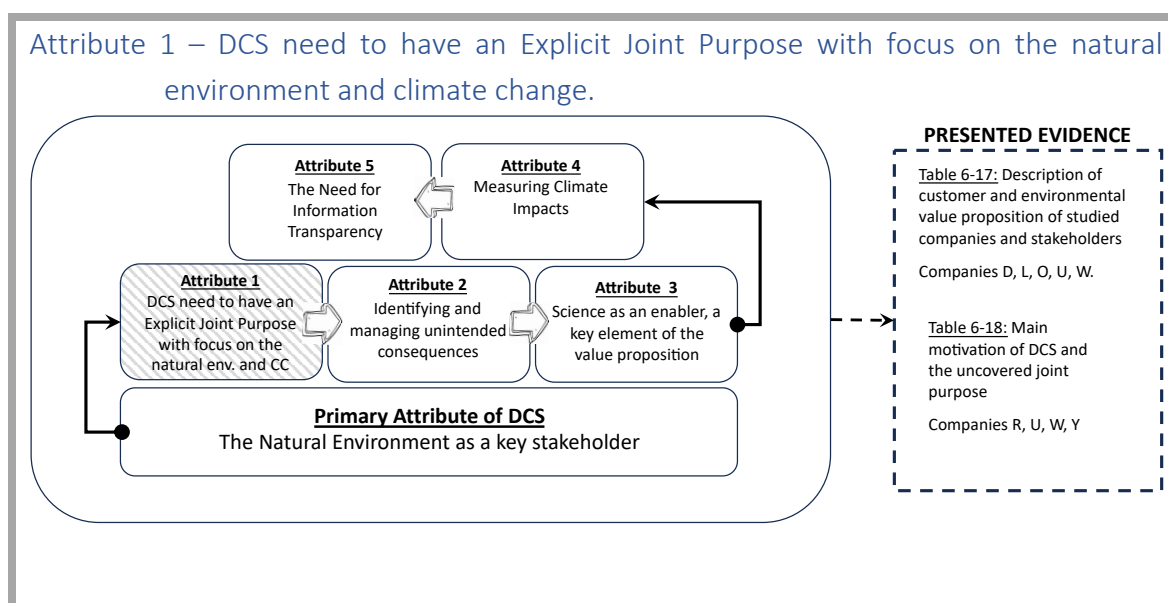 Attribute 1 – DCS need to have an Explicit Joint Purpose with focus on the natural
environment and climate change.
Attribute 5
The Need for
Information
Transparency
Attribute 4
Measuring Climate
Impacts
Attribute 1
DCS need to have an
Explicit Joint Purpose
with focus on the
natural env. and CC
Attribute 2
Identifying and
managing unintended
consequences
Attribute 3
Science as an enabler, a
key element of the
value proposition
Primary Attribute of DCS
The Natural Environment as a key stakeholder
PRESENTED EVIDENCE
Table 6-17: Description of
customer and environmental
value proposition of studied
companies and stakeholders
Companies D, L, O, U, W.
Table 6-18: Main
motivation of DCS and
the uncovered joint
purpose
Companies R, U, W, Y